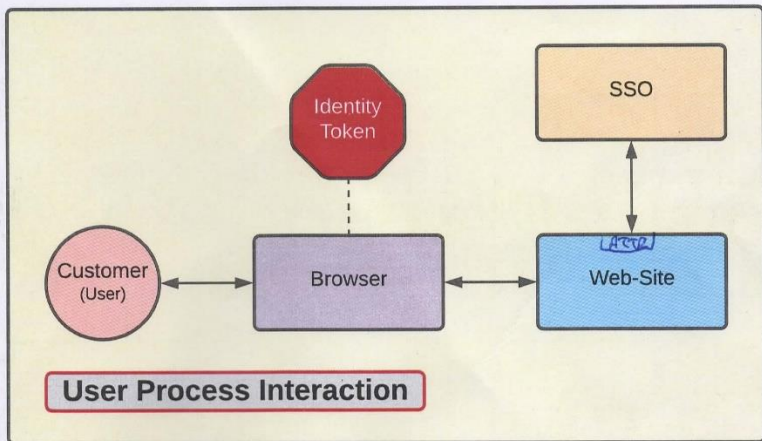 Identity
Token
SSO
Customer
(User)
Browser
Web-Site
User Process Interaction